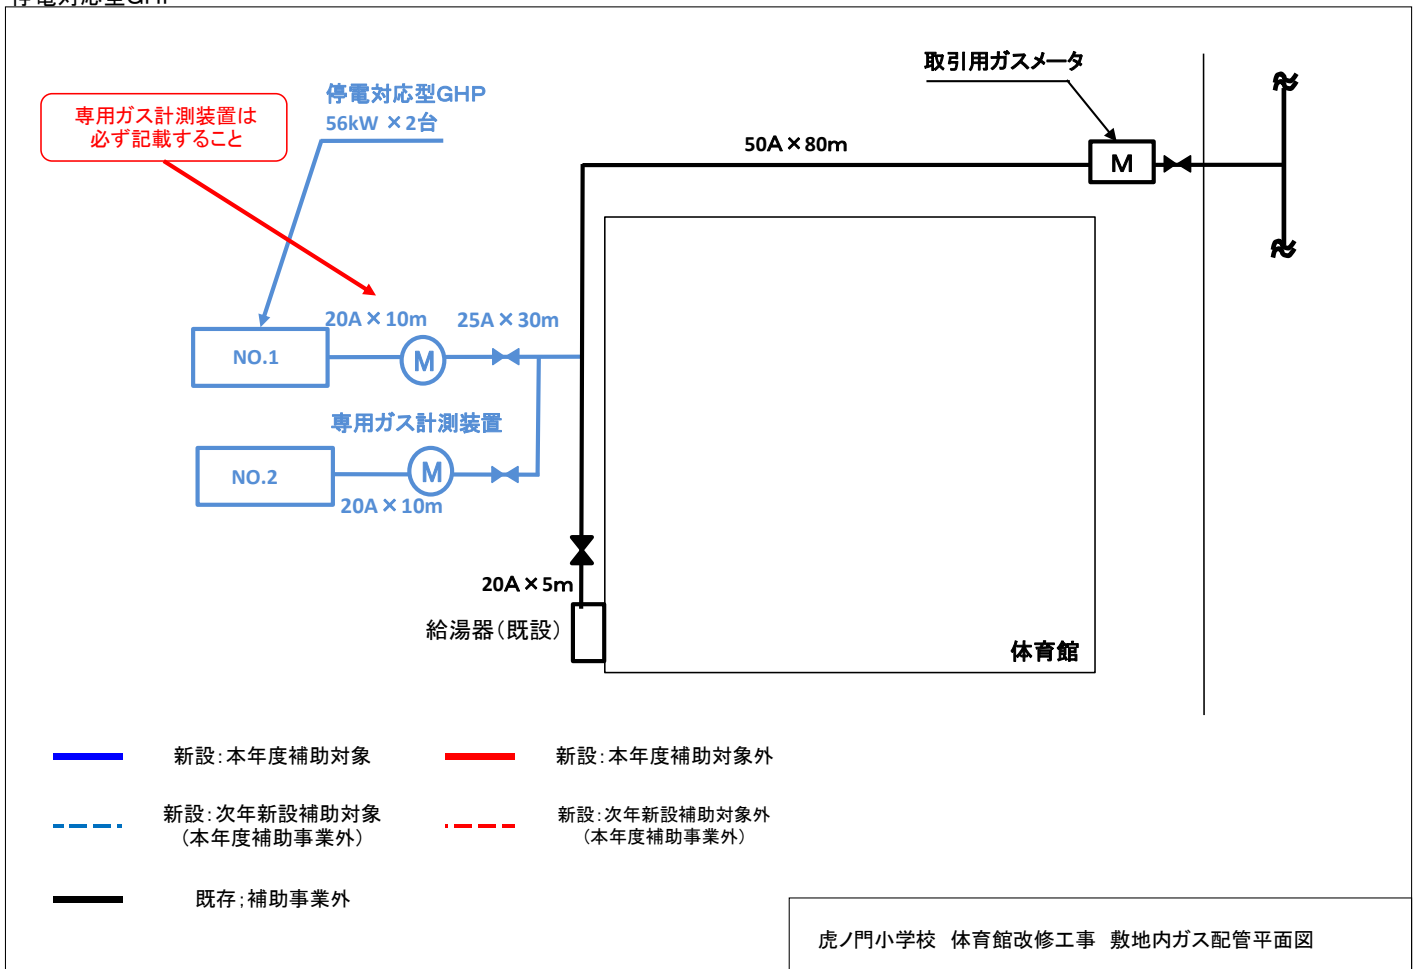 停電対応型GHP
取引用ガスメータ
専用ガス計測装置は
必ず記載すること
停電対応型GHP
56kW ×2台
50A×80m
M
20A×10m
25A×30m
NO.1
M
専用ガス計測装置
NO.2
M
20A×10m
20A×5m
給湯器(既設)
体育館
新設:本年度補助対象
新設:本年度補助対象外
新設:次年新設補助対象
(本年度補助事業外)
新設:次年新設補助対象外
(本年度補助事業外)
既存;補助事業外
虎ノ門小学校 体育館改修工事 敷地内ガス配管平面図